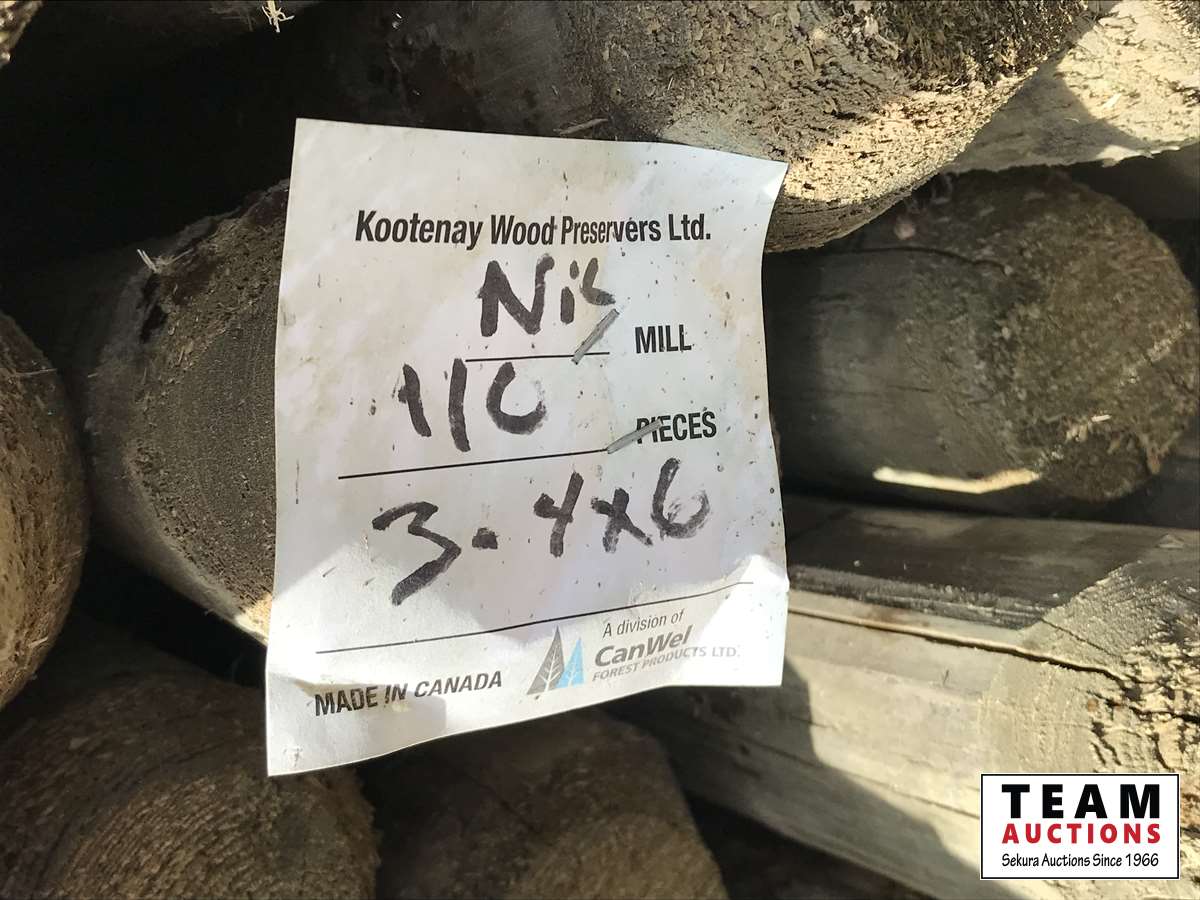 Kootenay Wood Preservers Ltd.
Nic
MILL
110
PIECES
3-4x6
A division of
CanWel
FOREST PRODUCTS LTD.
MADE IN CANADA
TEAM
AUCTIONS
Sekura Auctions Since 1966